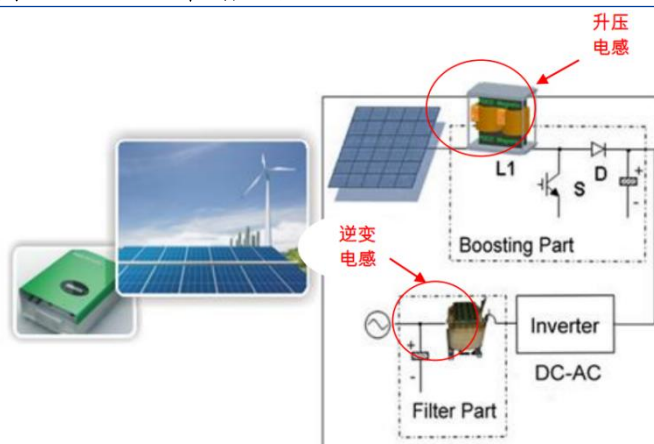 升压
电感
L1
S
D
+
-
Boosting Part
逆变
电感
+
-
Inverter
DC-AC
Filter Part